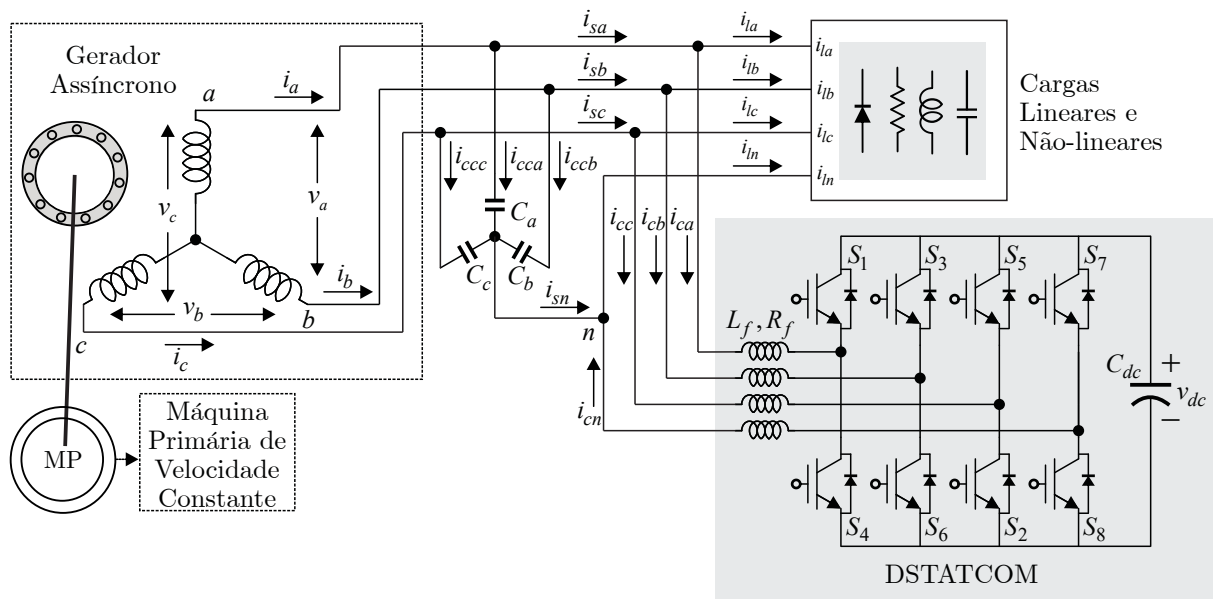 Gerador
Assíncrono
a
i_a
v_c
v_a
v_b
b
i_b
c
i_c
MP
Máquina
Primária de
Velocidade
Constante
i_ccc
i_cca
i_ccb
C_a
C_c
C_b
i_sn
n
i_cn
i_sa
i_sb
i_sc
i_la
i_lb
i_lc
i_ln
i_la
i_lb
i_lc
i_ln
Cargas
Lineares e
Não-lineares
i_cc
i_cb
i_ca
L_f, R_f
S_1
S_3
S_5
S_7
S_4
S_6
S_2
S_8
C_dc
+
v_dc
−
DSTATCOM